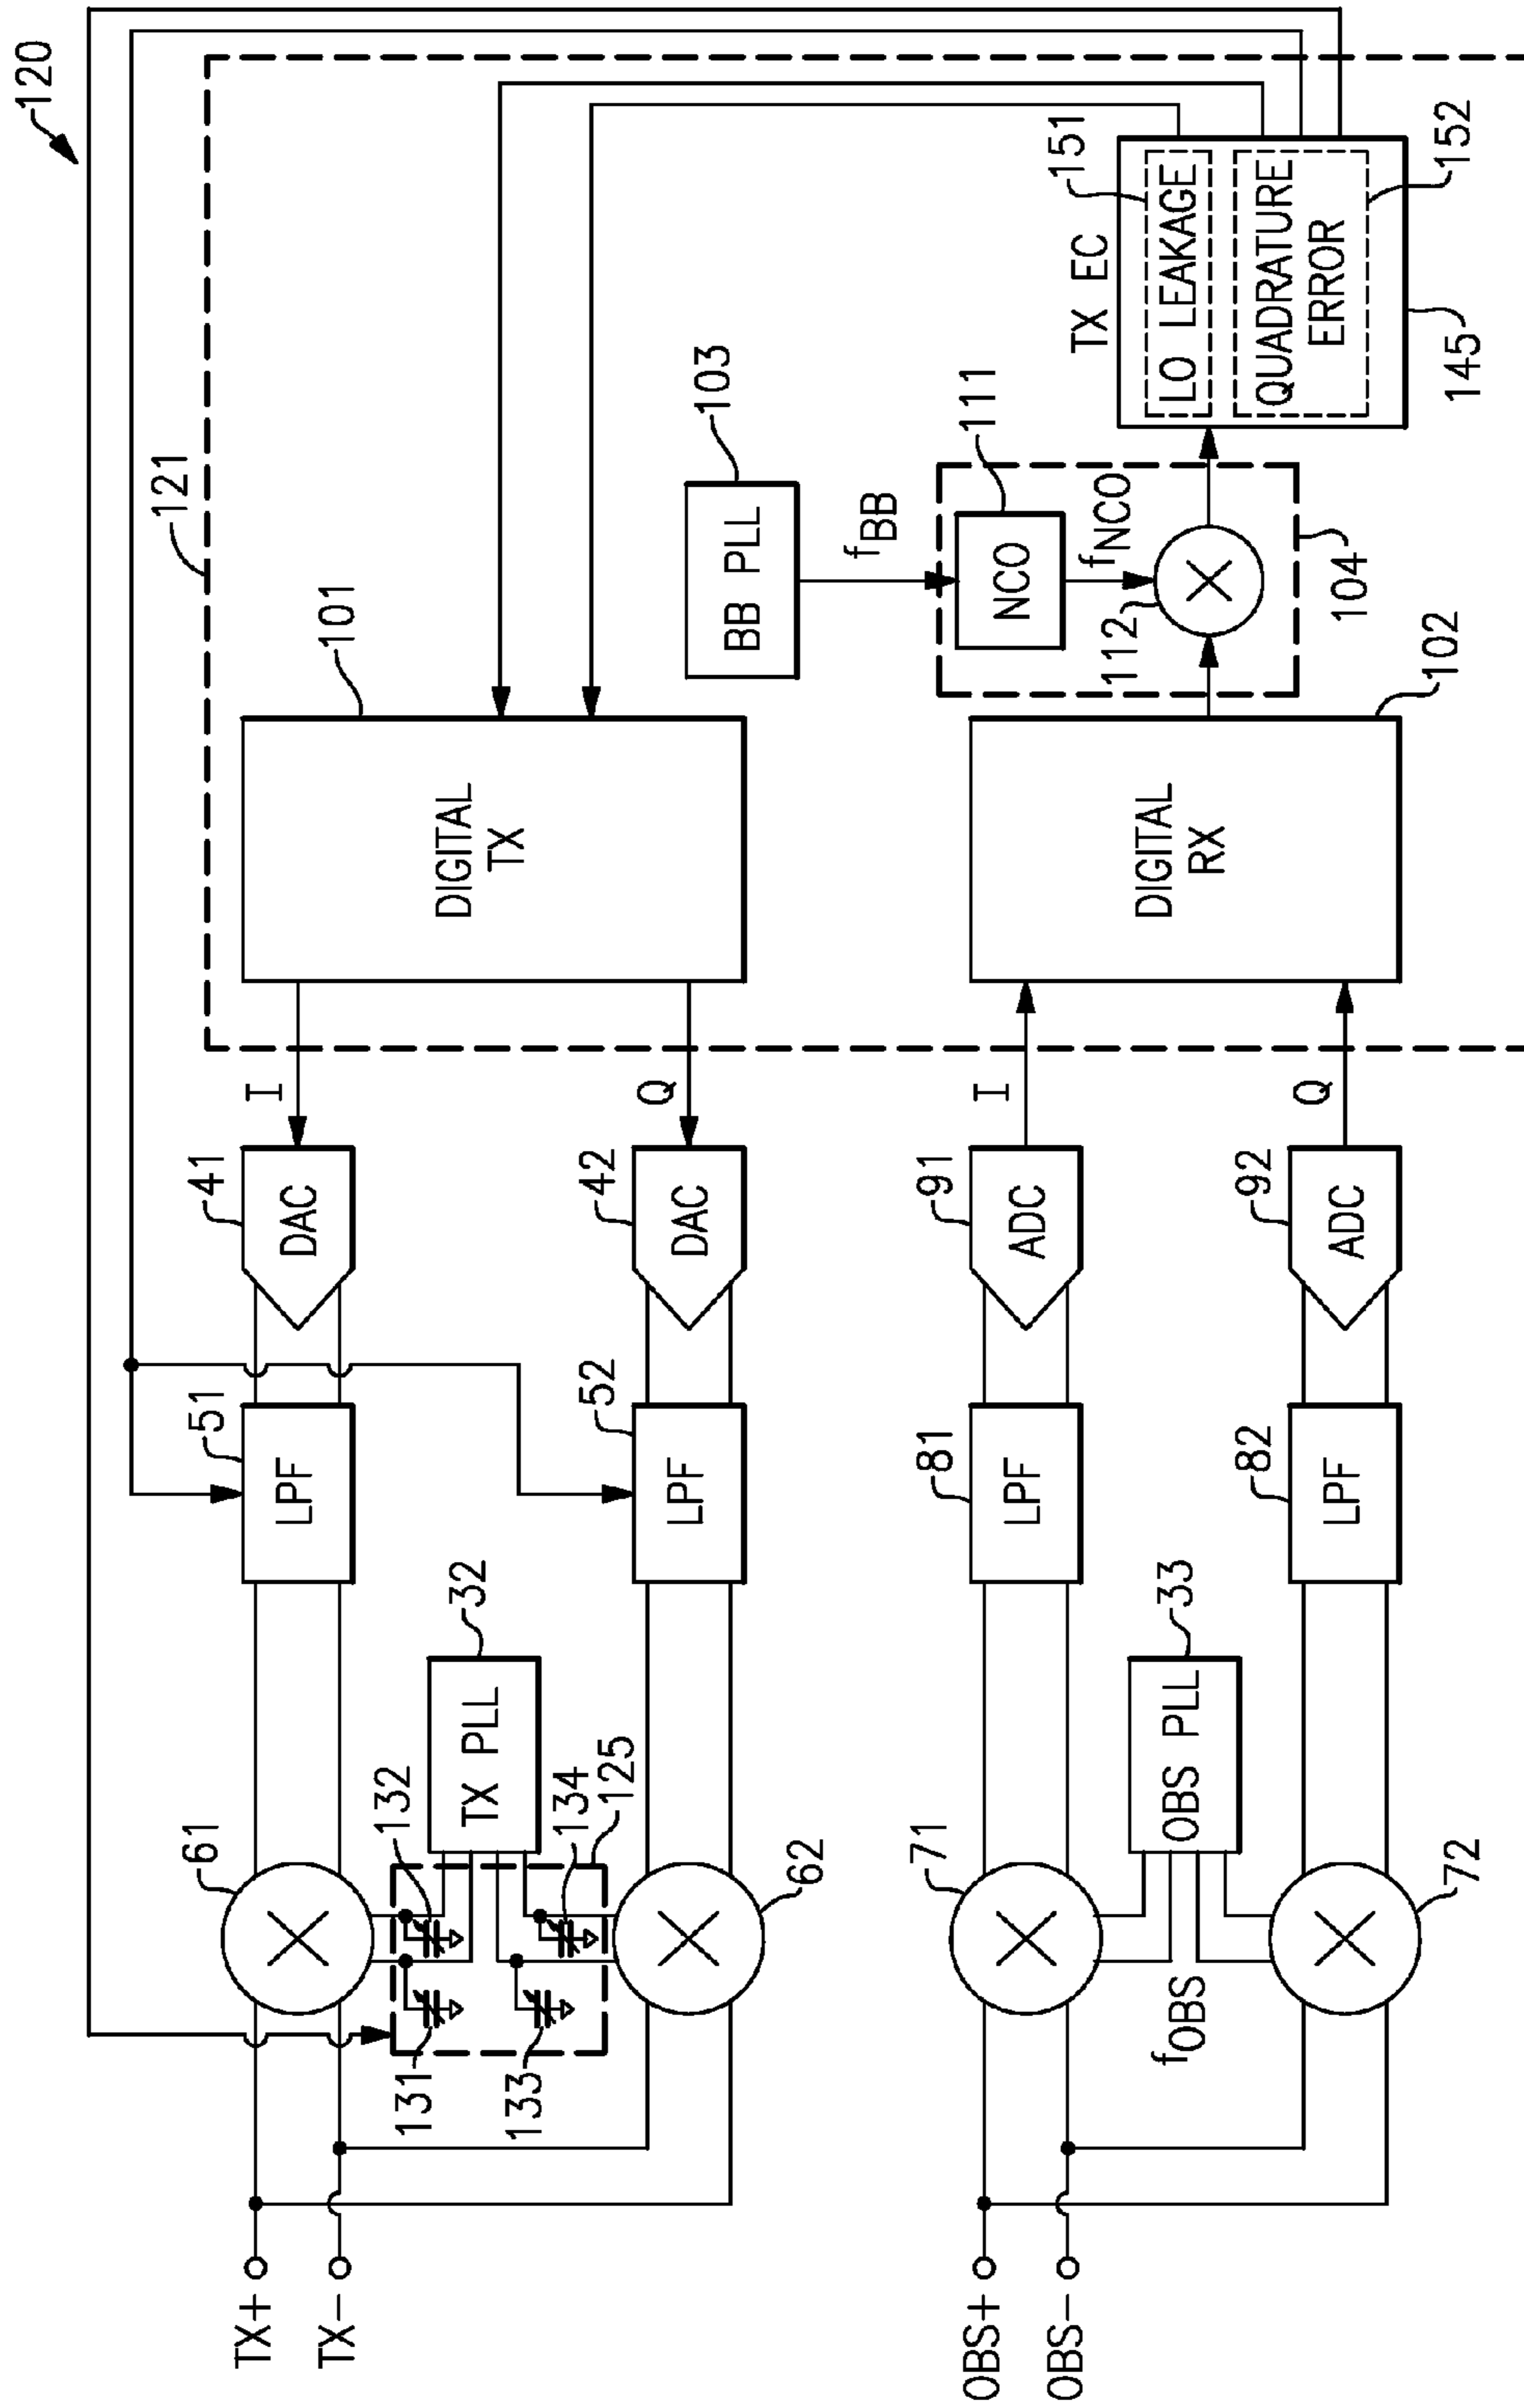 120
121
TX+
TX-
61
132
131
133
134
125
TX PLL
32
62
51
LPF
52
LPF
41
DAC
42
DAC
I
Q
101
DIGITAL
TX
103
BB PLL
fBB
111
NCO
fNCO
112
104
TX EC
151
LO LEAKAGE
QUADRATURE
ERROR
152
145
OBS+
OBS-
71
fOBS
OBS PLL
33
72
81
LPF
82
LPF
91
ADC
92
ADC
I
Q
DIGITAL
RX
102